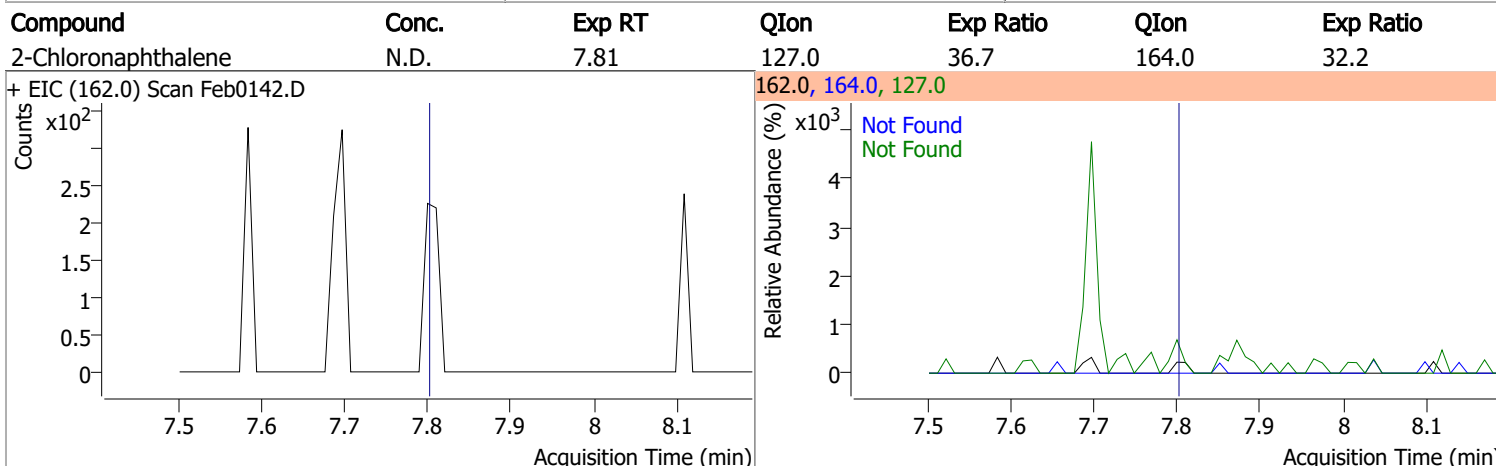 Compound Conc. Exp RT QIon Exp Ratio QIon Exp Ratio
2-Chloronaphthalene N.D. 7.81 127.0 36.7 164.0 32.2
+ EIC (162.0) Scan Feb0142.D
Counts
x10²
2.5
2
1.5
1
0.5
0
7.5 7.6 7.7 7.8 7.9 8 8.1
Acquisition Time (min)
162.0, 164.0, 127.0
Relative Abundance (%)
x10³
Not Found
Not Found
4
3
2
1
0
7.5 7.6 7.7 7.8 7.9 8 8.1
Acquisition Time (min)